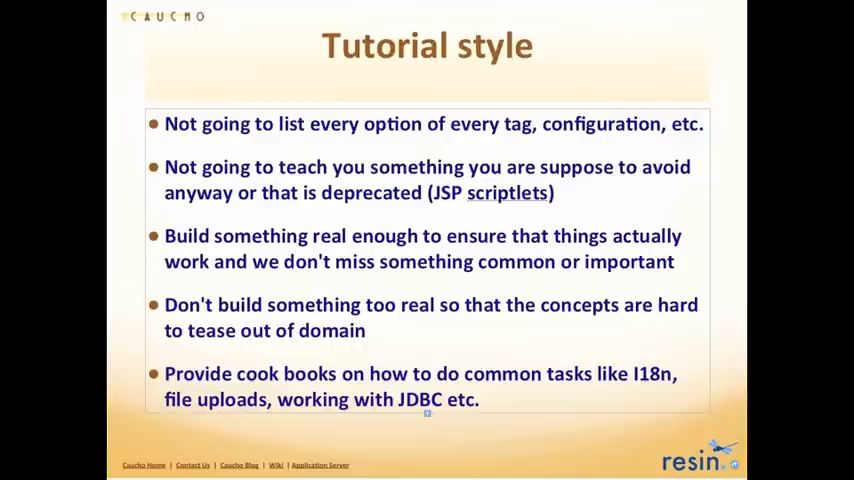 CAUCHO
Tutorial style
Not going to list every option of every tag, configuration, etc.
Not going to teach you something you are suppose to avoid
anyway or that is deprecated (JSP scriptlets)
Build something real enough to ensure that things actually
work and we don't miss something common or important
Don't build something too real so that the concepts are hard
to tease out of domain
Provide cook books on how to do common tasks like I18n,
file uploads, working with JDBC etc.
Caucho Home | Contact Us | Caucho Blog | Wiki | Application Server
resin